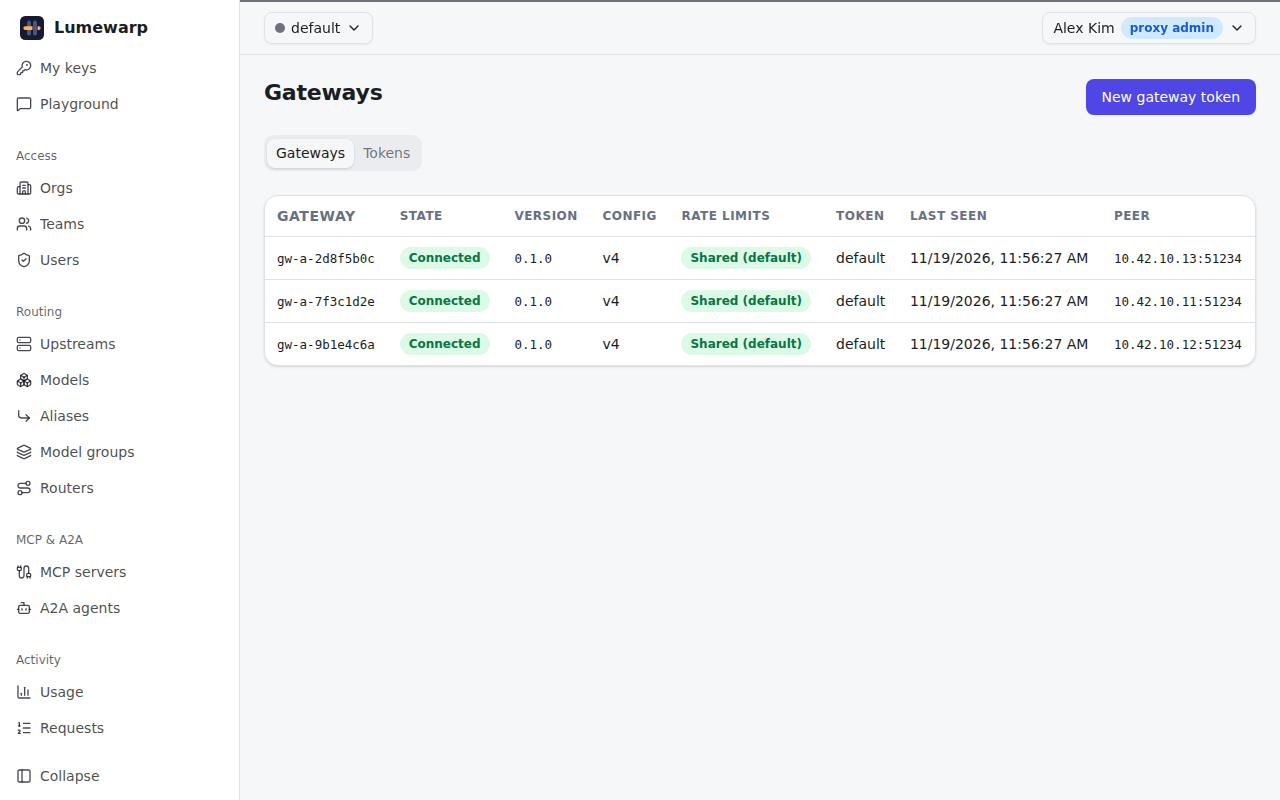 Lumewarp
My keys
Playground
Access
Orgs
Teams
Users
Routing
Upstreams
Models
Aliases
Model groups
Routers
MCP & A2A
MCP servers
A2A agents
Activity
Usage
Requests
Collapse
default
Alex Kim proxy admin
Gateways
New gateway token
Gateways Tokens
GATEWAY STATE VERSION CONFIG RATE LIMITS TOKEN LAST SEEN PEER
gw-a-2d8f5b0c Connected 0.1.0 v4 Shared (default) default 11/19/2026, 11:56:27 AM 10.42.10.13:51234
gw-a-7f3c1d2e Connected 0.1.0 v4 Shared (default) default 11/19/2026, 11:56:27 AM 10.42.10.11:51234
gw-a-9b1e4c6a Connected 0.1.0 v4 Shared (default) default 11/19/2026, 11:56:27 AM 10.42.10.12:51234